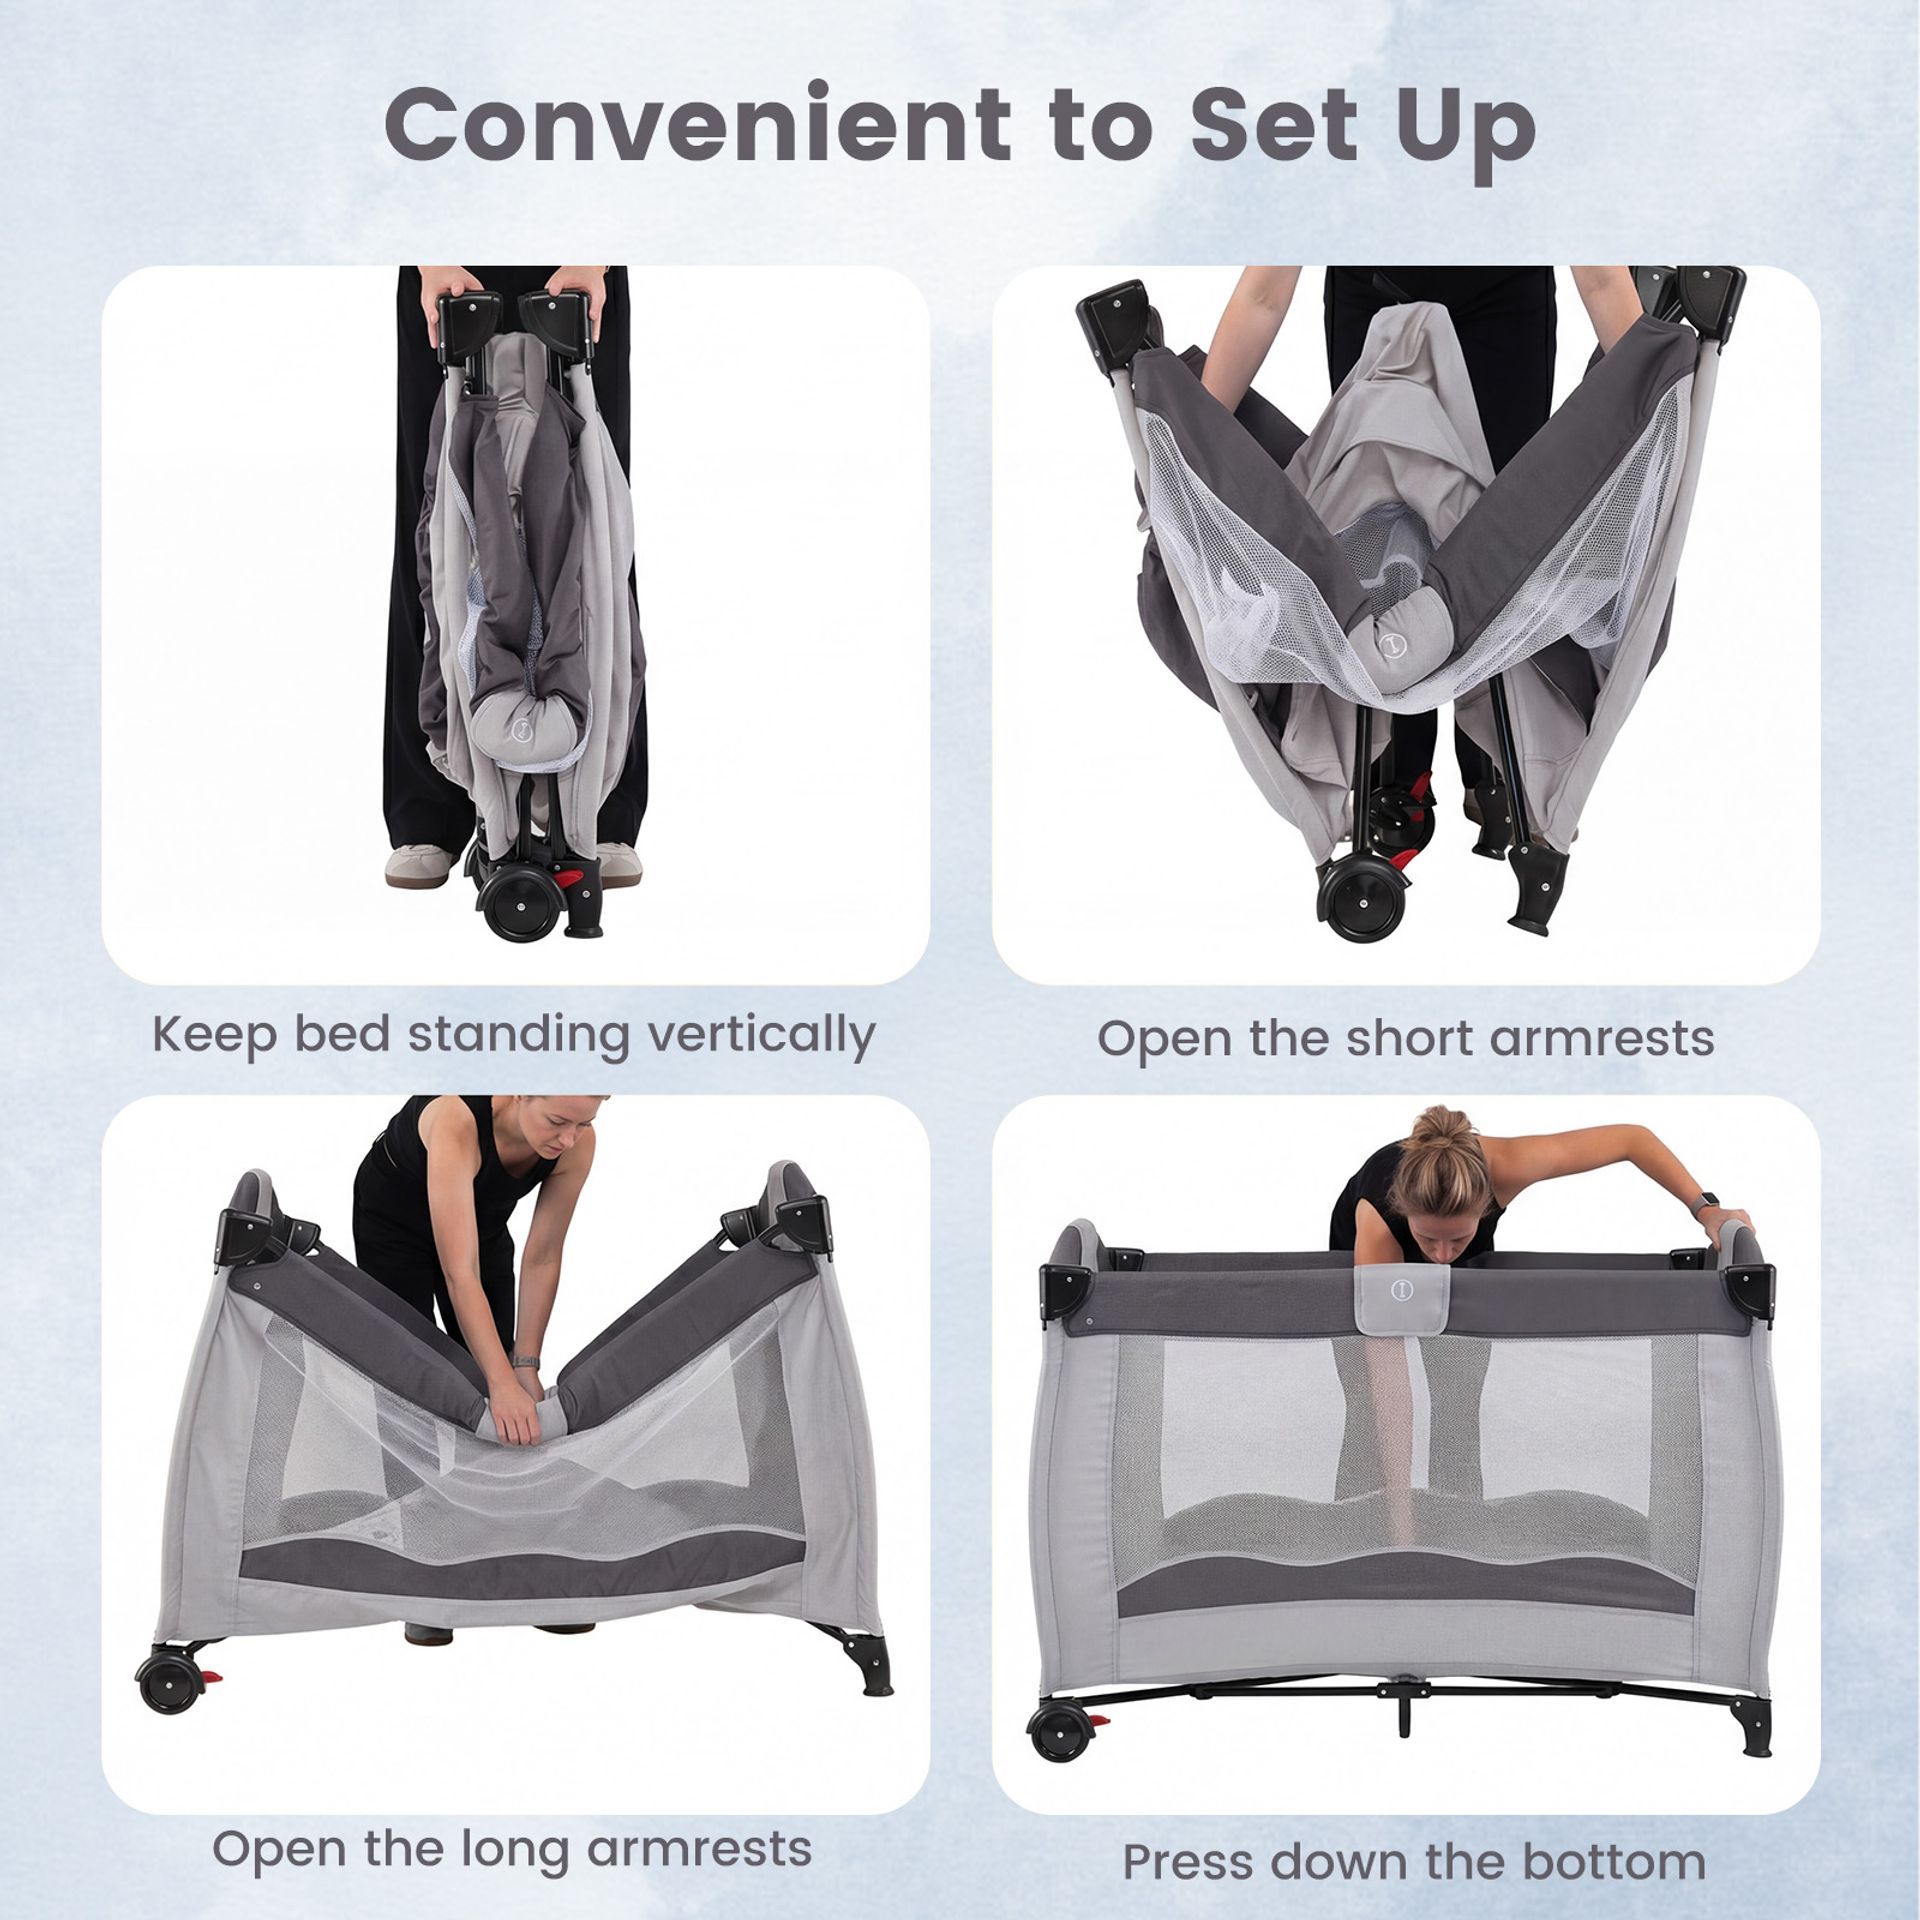 Convenient to Set Up
Keep bed standing vertically
Open the short armrests
Open the long armrests
Press down the bottom